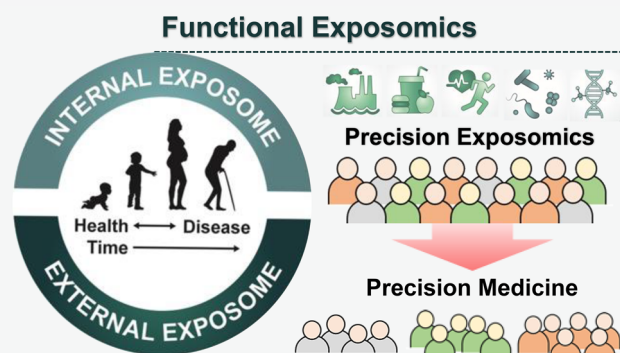 Functional Exposomics
INTERNAL EXPOSOME
Health
Disease
Time
EXTERNAL EXPOSOME
Precision Exposomics
Precision Medicine